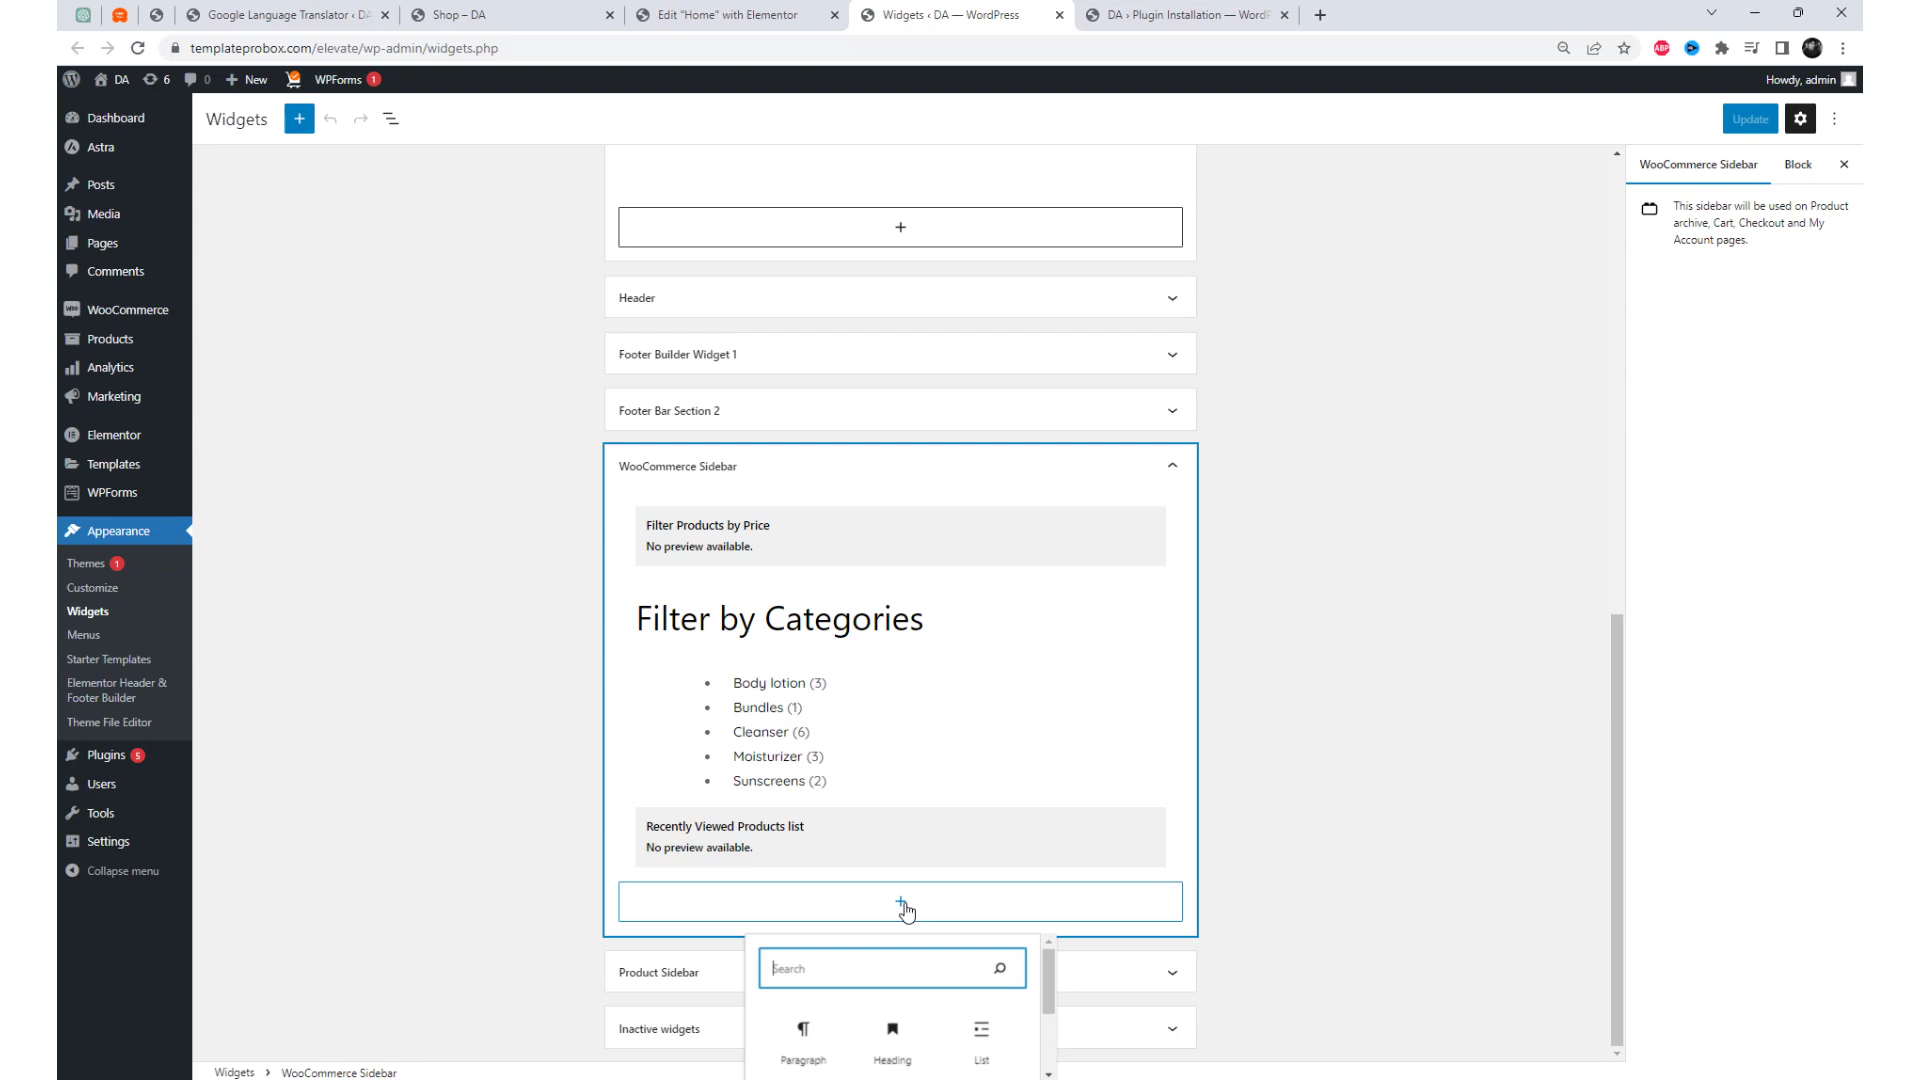 Google Language Translator ‹ DA
Shop – DA
Edit "Home" with Elementor
Widgets ‹ DA — WordPress
DA › Plugin Installation — WordP
templateprobox.com/elevate/wp-admin/widgets.php
ABP
DA
6
0
New
WPForms 1
Howdy, admin
Dashboard
Astra
Posts
Media
Pages
Comments
WooCommerce
Products
Analytics
Marketing
Elementor
Templates
WPForms
Appearance
Themes 1
Customize
Widgets
Menus
Starter Templates
Elementor Header &
Footer Builder
Theme File Editor
Plugins 5
Users
Tools
Settings
Collapse menu
Widgets
Update
Header
Footer Builder Widget 1
Footer Bar Section 2
WooCommerce Sidebar
Filter Products by Price
No preview available.
Filter by Categories
Body lotion (3)
Bundles (1)
Cleanser (6)
Moisturizer (3)
Sunscreens (2)
Recently Viewed Products list
No preview available.
Search
Paragraph
Heading
List
Product Sidebar
Inactive widgets
WooCommerce Sidebar
Block
This sidebar will be used on Product
archive, Cart, Checkout and My
Account pages.
Widgets › WooCommerce Sidebar